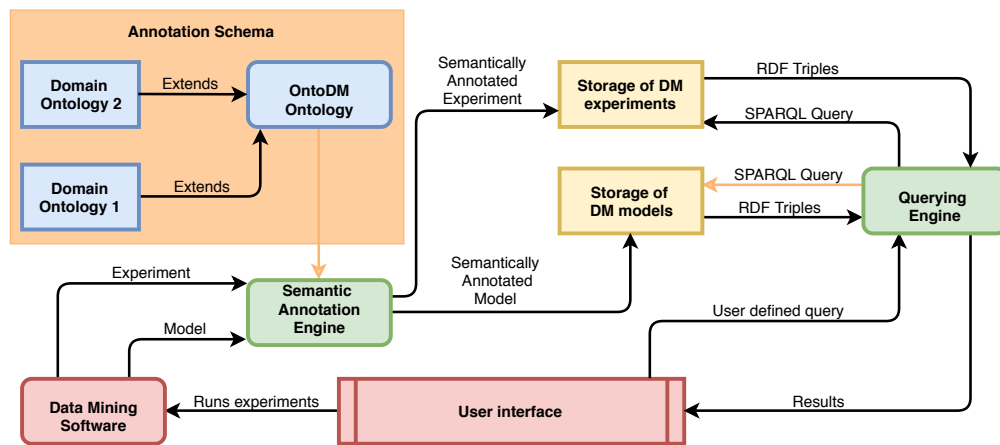 Annotation Schema
Domain
Ontology 2
Extends
OntoDM
Ontology
Domain
Ontology 1
Extends
Semantically
Annotated
Experiment
Storage of DM
experiments
RDF Triples
SPARQL Query
Storage of
DM models
SPARQL Query
RDF Triples
Querying
Engine
Experiment
Model
Semantic
Annotation
Engine
Semantically
Annotated
Model
User defined query
Data Mining
Software
Runs experiments
User interface
Results